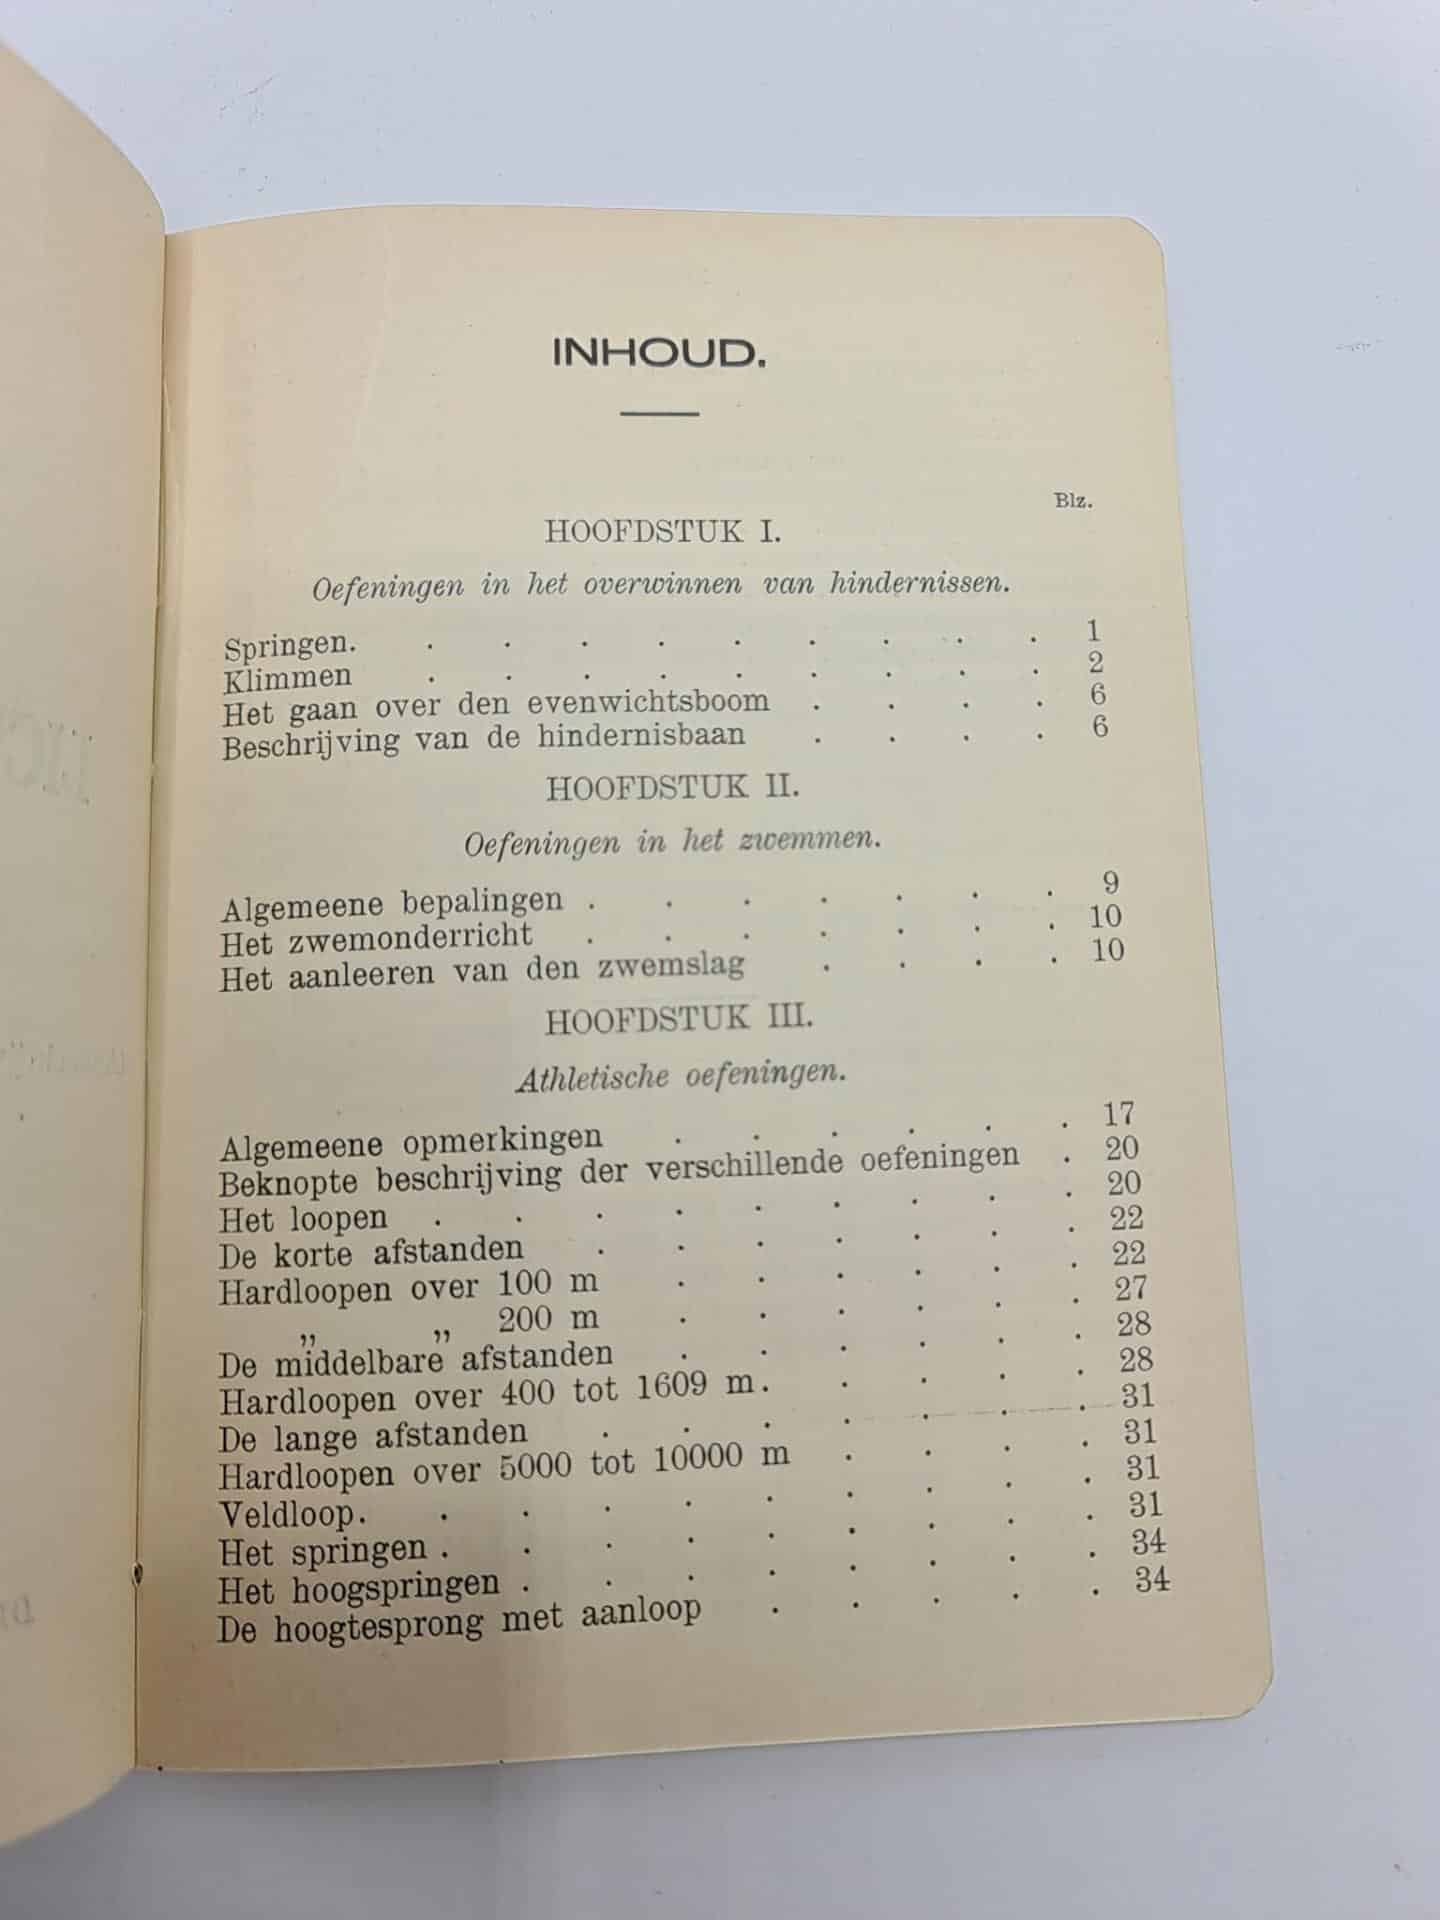 INHOUD.
Blz.
HOOFDSTUK I.
Oefeningen in het overwinnen van hindernissen.
Springen. . . . . . . . . . 1
Klimmen . . . . . . . . . 2
Het gaan over den evenwichtsboom . . . . 6
Beschrijving van de hindernisbaan . . . . 6
HOOFDSTUK II.
Oefeningen in het zwemmen.
Algemeene bepalingen . . . . . . . 9
Het zwemonderricht . . . . . . . 10
Het aanleeren van den zwemslag . . . . 10
HOOFDSTUK III.
Athletische oefeningen.
Algemeene opmerkingen . . . . . . 17
Beknopte beschrijving der verschillende oefeningen . 20
Het loopen . . . . . . . . . 20
De korte afstanden . . . . . . . 22
Hardloopen over 100 m . . . . . . 22
„ „ 200 m . . . . . . 27
De middelbare afstanden . . . . . . 28
Hardloopen over 400 tot 1609 m. . . . . 28
De lange afstanden . . . . . . . 31
Hardloopen over 5000 tot 10000 m . . . . 31
Veldloop. . . . . . . . . . 31
Het springen . . . . . . . . . 31
Het hoogspringen . . . . . . . . 34
De hoogtesprong met aanloop . . . . . 34